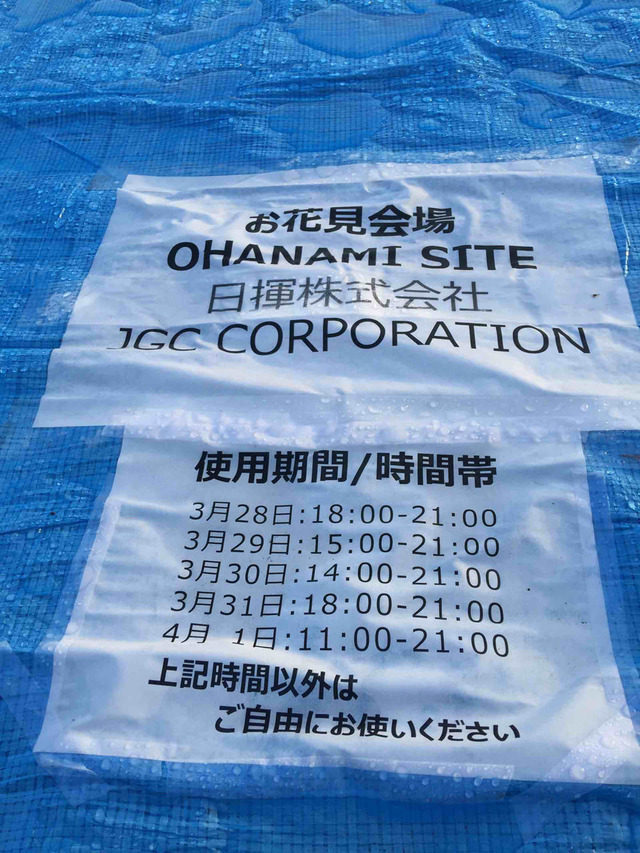 お花見会場
OHANAMI SITE
日揮株式会社
JGC CORPORATION
使用期間/時間帯
3月28日:18:00-21:00
3月29日:15:00-21:00
3月30日:14:00-21:00
3月31日:18:00-21:00
4月 1日:11:00-21:00
上記時間以外は
ご自由にお使いください